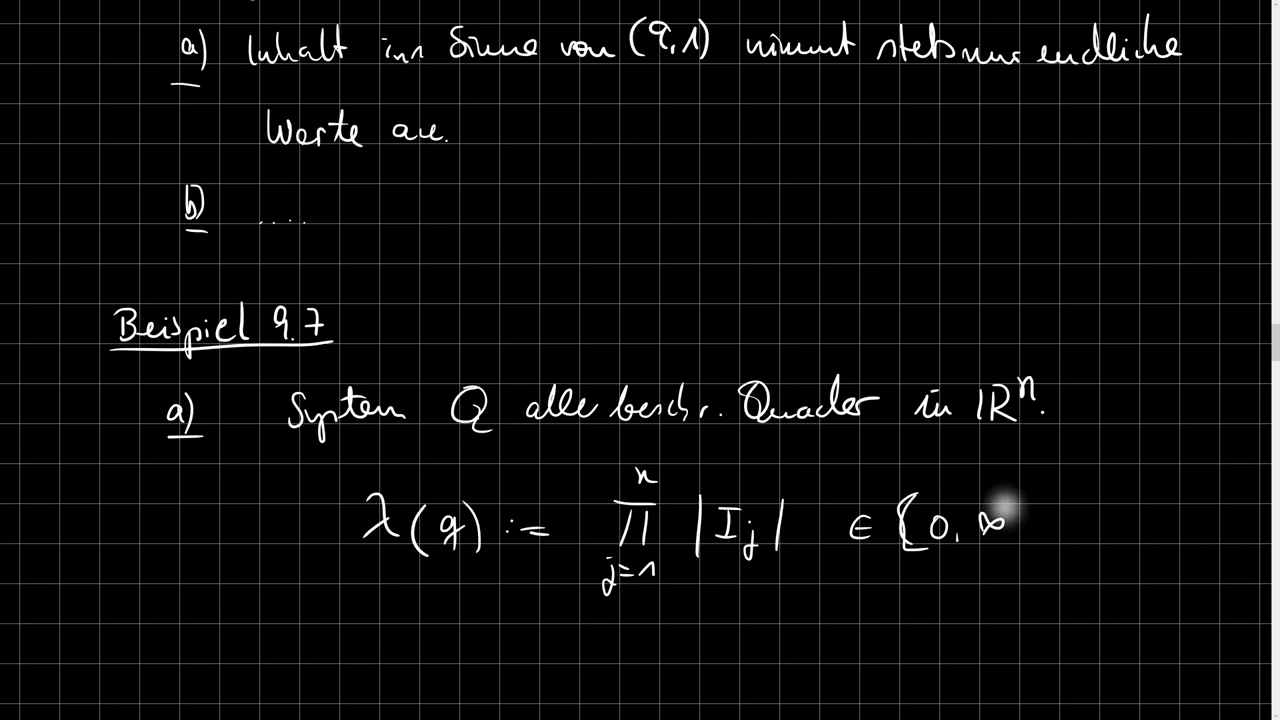 a) Inhalt im Sinne von (9,1) nimmt stets nur endliche
Werte an.
b) ....
Beispiel 9.7
a) System Q alle beschr. Quader in ℝⁿ.
λ(q) := ∏_{j=1}^{n} |I_j| ∈ [0, ∞